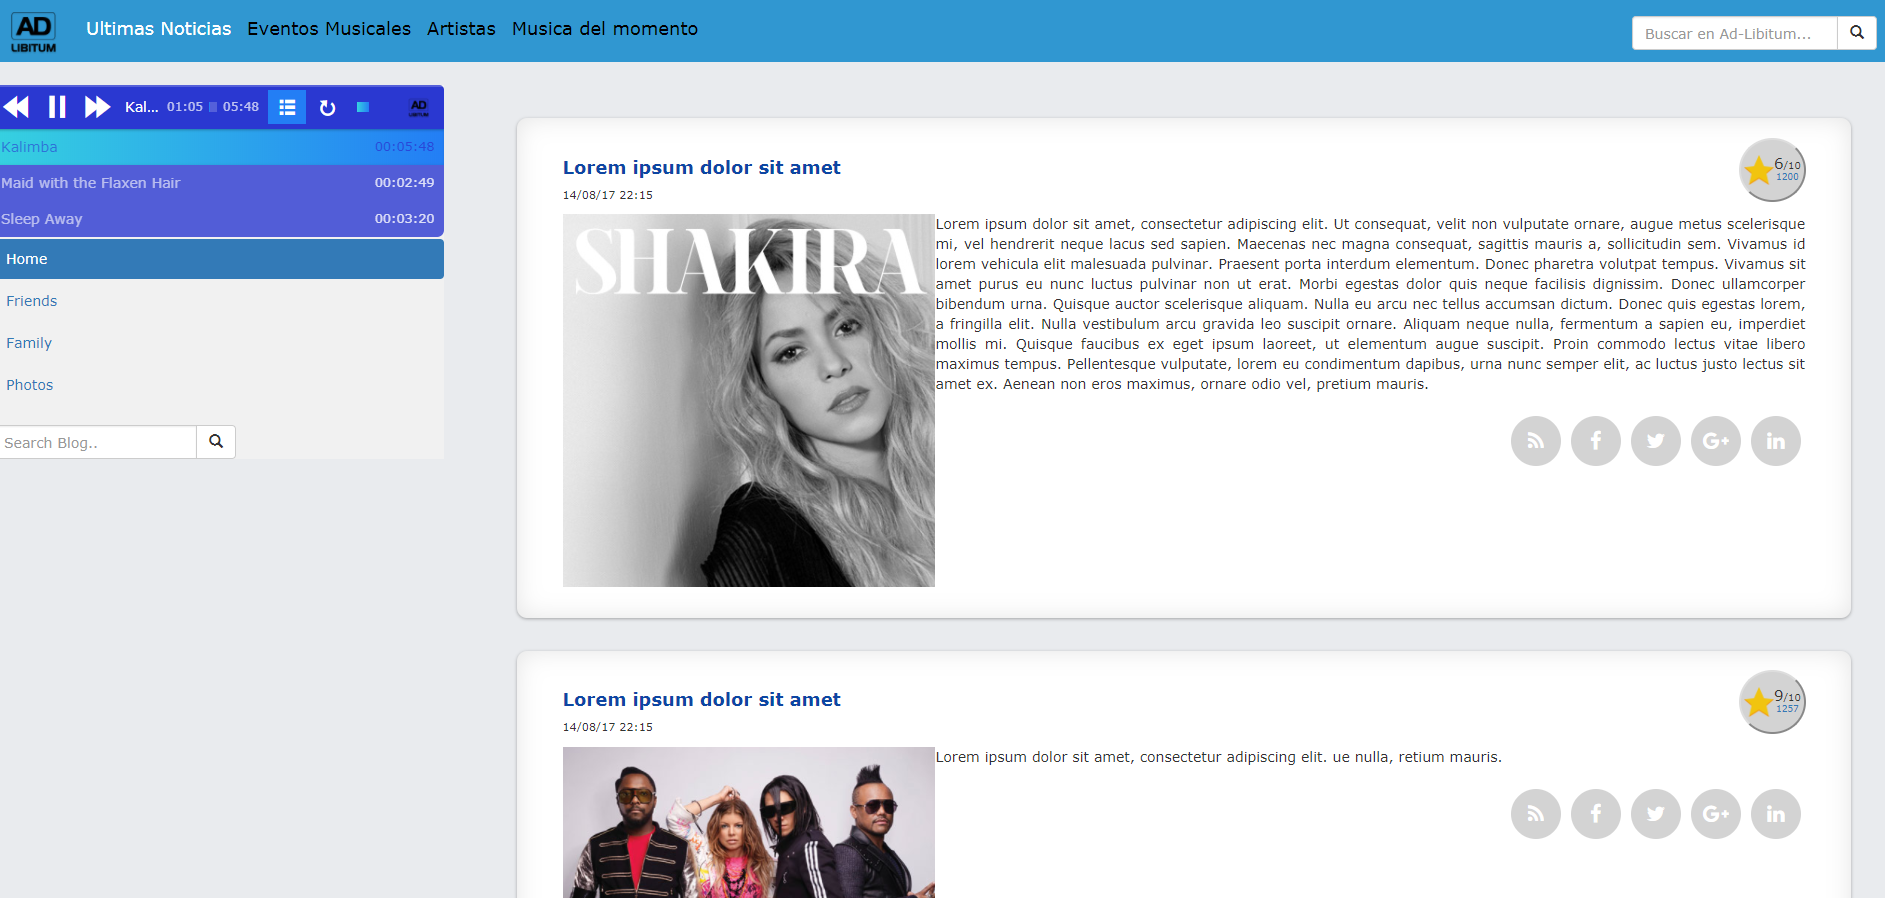 AD
LIBITUM
Ultimas Noticias Eventos Musicales Artistas Musica del momento
Buscar en Ad-Libitum...
Kal... 01:05 05:48
AD
LIBITUM
Kalimba 00:05:48
Maid with the Flaxen Hair 00:02:49
Sleep Away 00:03:20
Home
Friends
Family
Photos
Search Blog..
Lorem ipsum dolor sit amet
6/10
1200
14/08/17 22:15
SHAKIRA
Lorem ipsum dolor sit amet, consectetur adipiscing elit. Ut consequat, velit non vulputate ornare, augue metus scelerisque
mi, vel hendrerit neque lacus sed sapien. Maecenas nec magna consequat, sagittis mauris a, sollicitudin sem. Vivamus id
lorem vehicula elit malesuada pulvinar. Praesent porta interdum elementum. Donec pharetra volutpat tempus. Vivamus sit
amet purus eu nunc luctus pulvinar non ut erat. Morbi egestas dolor quis neque facilisis dignissim. Donec ullamcorper
bibendum urna. Quisque auctor scelerisque aliquam. Nulla eu arcu nec tellus accumsan dictum. Donec quis egestas lorem,
a fringilla elit. Nulla vestibulum arcu gravida leo suscipit ornare. Aliquam neque nulla, fermentum a sapien eu, imperdiet
mollis mi. Quisque faucibus ex eget ipsum laoreet, ut elementum augue suscipit. Proin commodo lectus vitae libero
maximus tempus. Pellentesque vulputate, lorem eu condimentum dapibus, urna nunc semper elit, ac luctus justo lectus sit
amet ex. Aenean non eros maximus, ornare odio vel, pretium mauris.
Lorem ipsum dolor sit amet
9/10
1257
14/08/17 22:15
Lorem ipsum dolor sit amet, consectetur adipiscing elit. ue nulla, retium mauris.